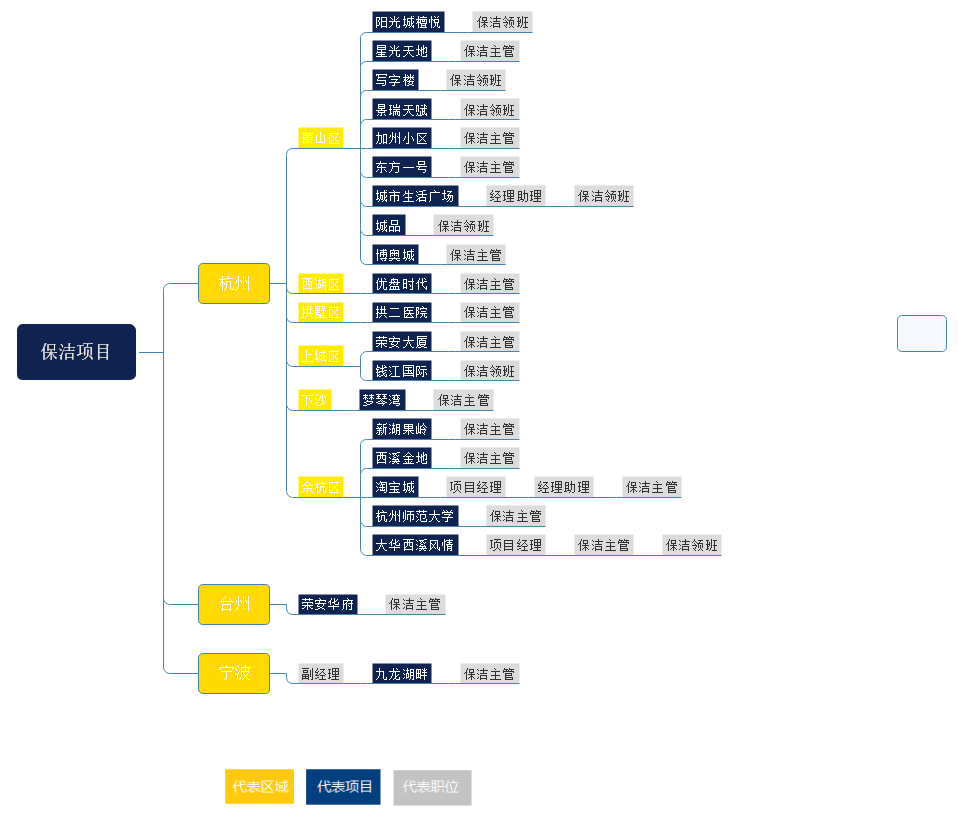 保洁项目
杭州
萧山区
阳光城檀悦 保洁领班
星光天地 保洁主管
写字楼 保洁领班
景瑞天赋 保洁领班
加州小区 保洁主管
东方一号 保洁主管
城市生活广场 经理助理 保洁领班
城品 保洁领班
博奥城 保洁主管
西湖区 优盘时代 保洁主管
拱墅区 拱二医院 保洁主管
上城区
荣安大厦 保洁主管
钱江国际 保洁领班
下沙 梦琴湾 保洁主管
余杭区
新湖果岭 保洁主管
西溪金地 保洁主管
淘宝城 项目经理 经理助理 保洁主管
杭州师范大学 保洁主管
大华西溪风情 项目经理 保洁主管 保洁领班
台州 荣安华府 保洁主管
宁波 副经理 九龙湖畔 保洁主管
代表区域 代表项目 代表职位